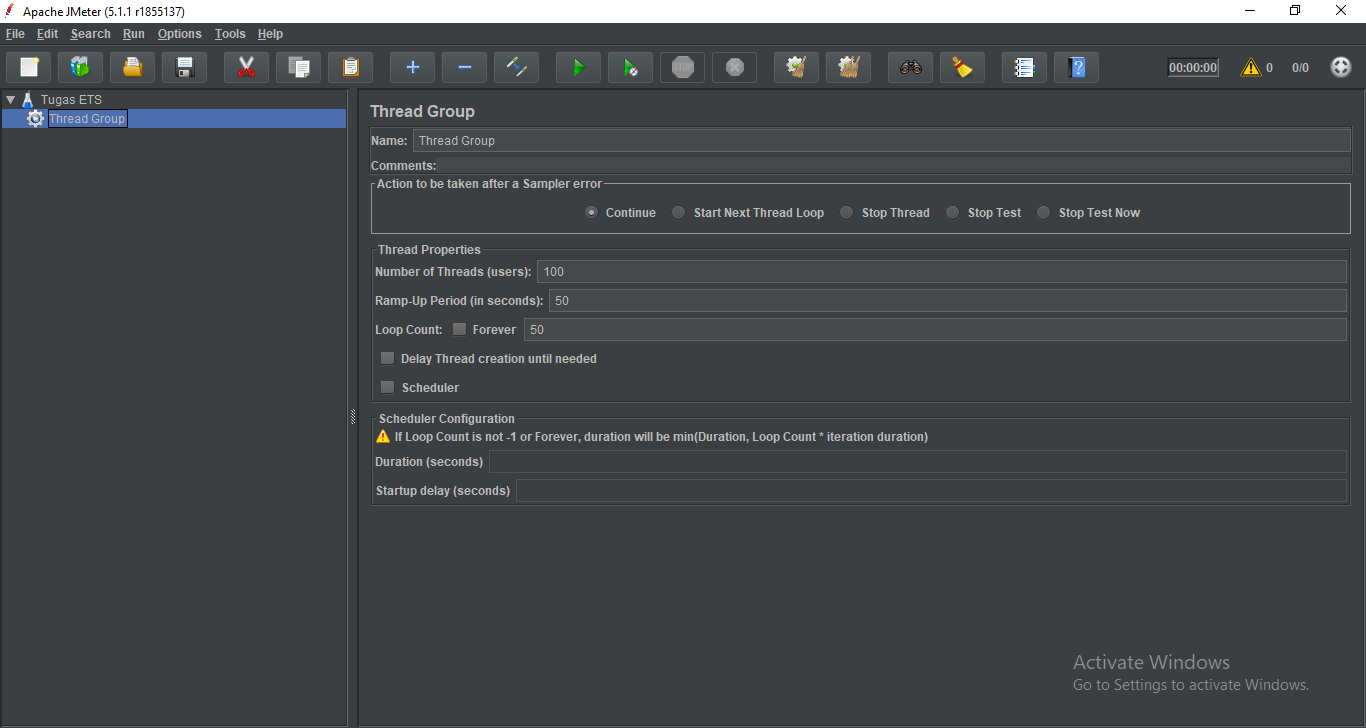 Apache JMeter (5.1.1 r1855137)
File Edit Search Run Options Tools Help
STOP
00:00:00 0 0/0
Tugas ETS
Thread Group
Thread Group
Name: Thread Group
Comments:
Action to be taken after a Sampler error
Continue Start Next Thread Loop Stop Thread Stop Test Stop Test Now
Thread Properties
Number of Threads (users): 100
Ramp-Up Period (in seconds): 50
Loop Count: Forever 50
Delay Thread creation until needed
Scheduler
Scheduler Configuration
If Loop Count is not -1 or Forever, duration will be min(Duration, Loop Count * iteration duration)
Duration (seconds)
Startup delay (seconds)
Activate Windows
Go to Settings to activate Windows.